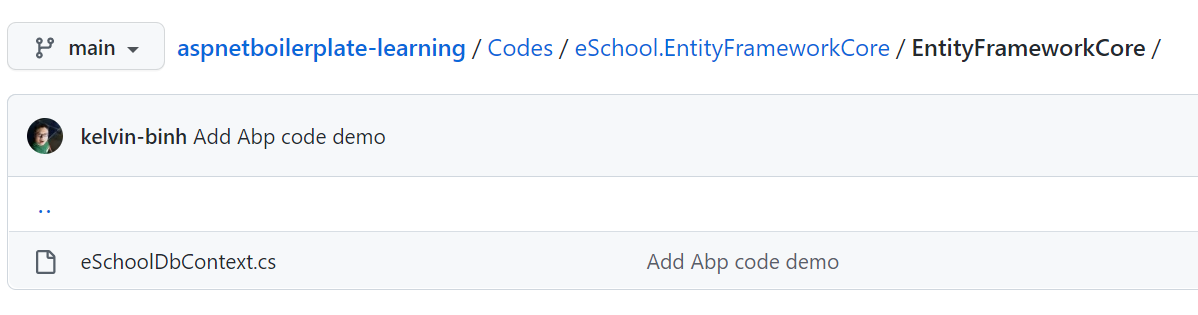 main aspnetboilerplate-learning / Codes / eSchool.EntityFrameworkCore / EntityFrameworkCore /
kelvin-binh Add Abp code demo
..
eSchoolDbContext.cs Add Abp code demo